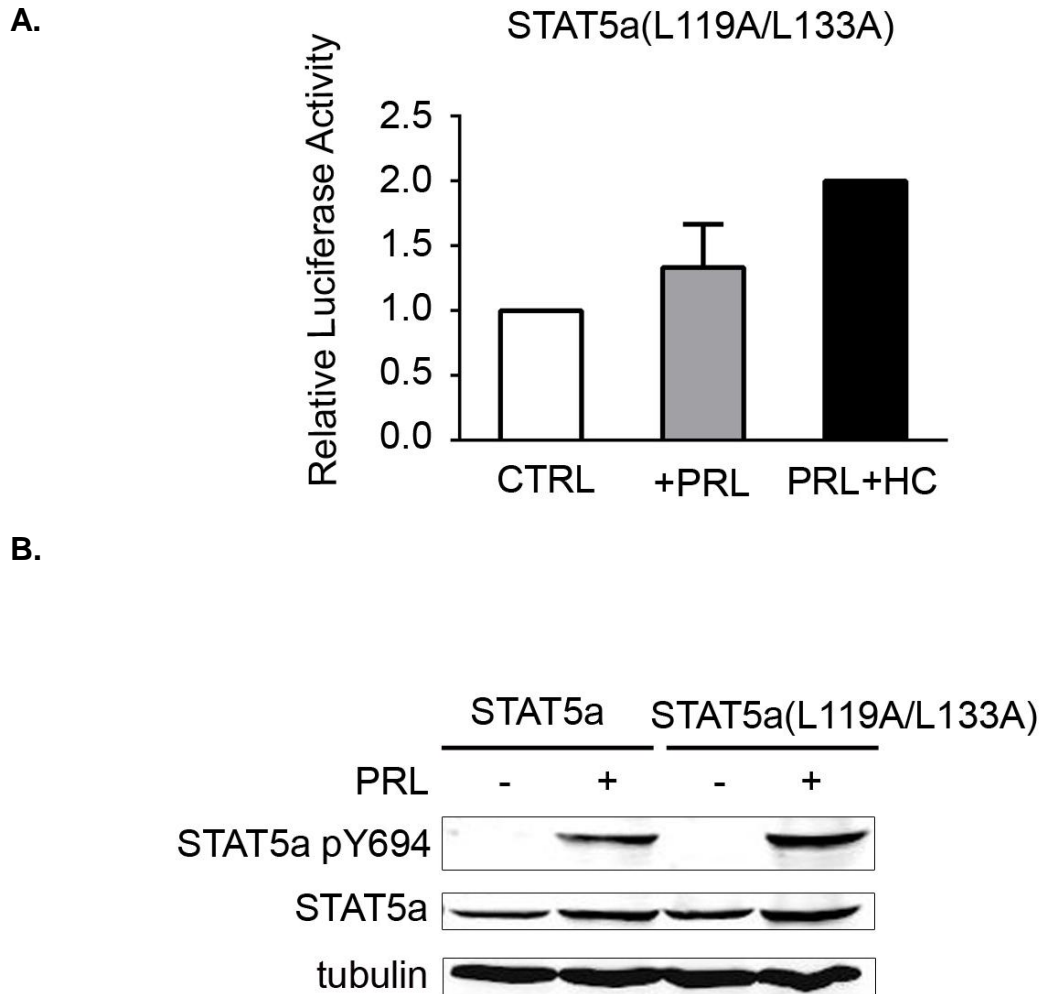 A.
STAT5a(L119A/L133A)
Relative Luciferase Activity
2.5
2.0
1.5
1.0
0.5
0.0
CTRL +PRL PRL+HC
B.
STAT5a STAT5a(L119A/L133A)
PRL - + - +
STAT5a pY694
STAT5a
tubulin